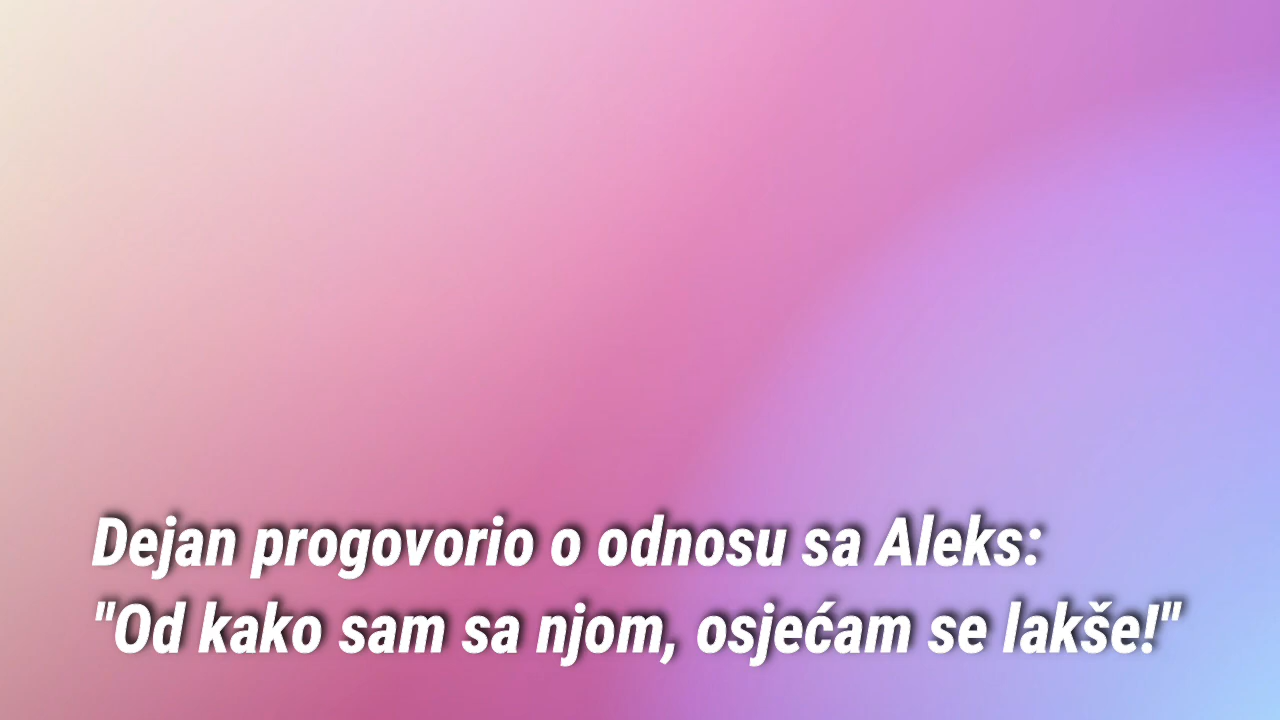 Dejan progovorio o odnosu sa Aleks:
"Od kako sam sa njom, osjećam se lakše!"